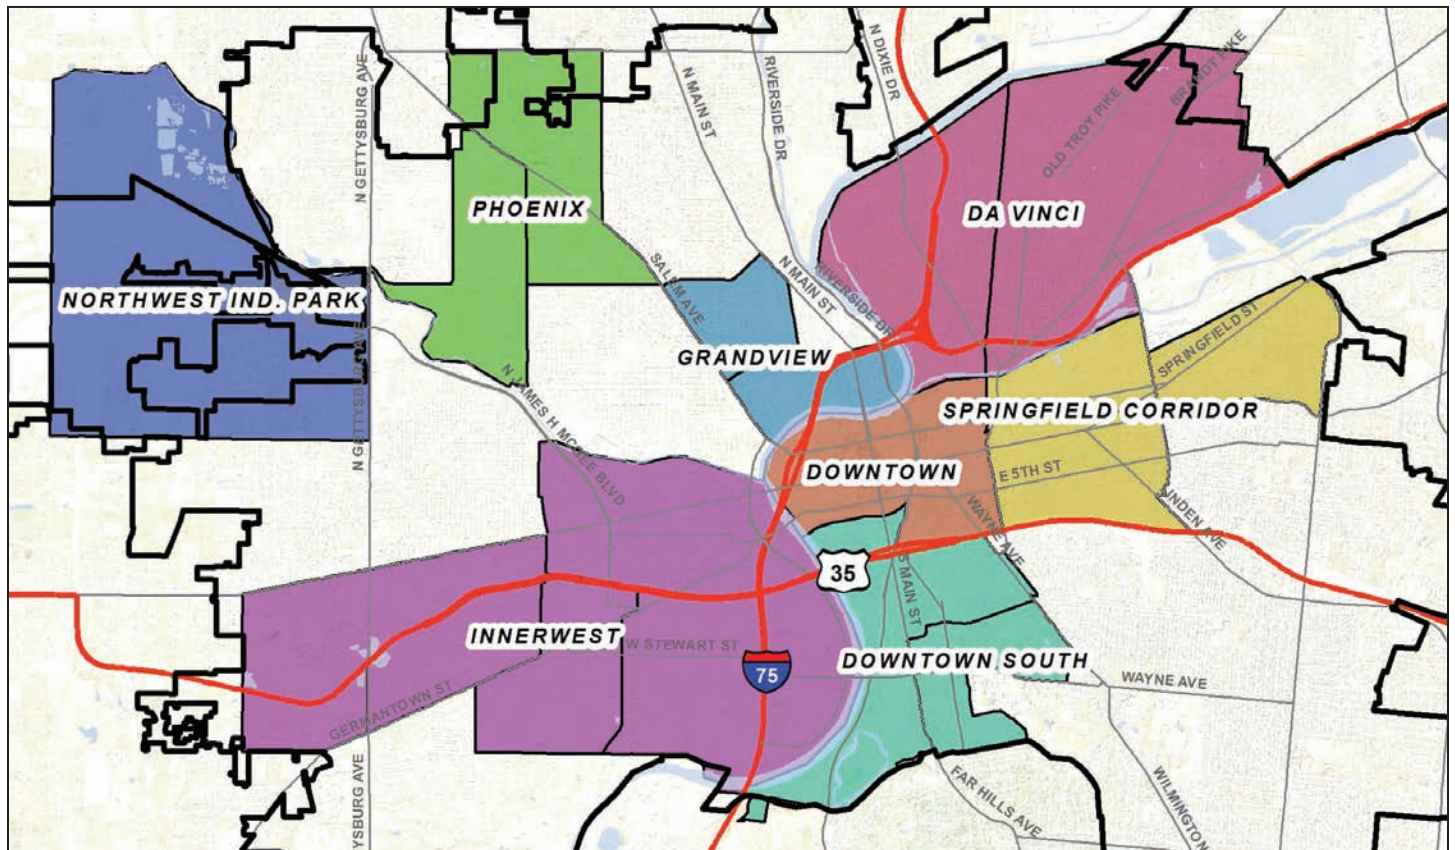 N GETTYSBURG AVE
N MAIN ST
RIVERSIDE DR
N DIXIE DR
OLD TROY PIKE
BRANDT PIKE
PHOENIX
DA VINCI
NORTHWEST IND. PARK
SALEM AVE
N MAIN ST
RIVERSIDE DR
GRANDVIEW
SPRINGFIELD ST
N GETTYSBURG AVE
N JAMES H MCGEE BLVD
SPRINGFIELD CORRIDOR
DOWNTOWN
E 5TH ST
WAYNE AVE
LINDEN AVE
35
S MAIN ST
INNERWEST
W STEWART ST
75
DOWNTOWN SOUTH
WAYNE AVE
GERMANTOWN ST
YSBURG AVE
FAR HILLS AVE
WILMINGTON